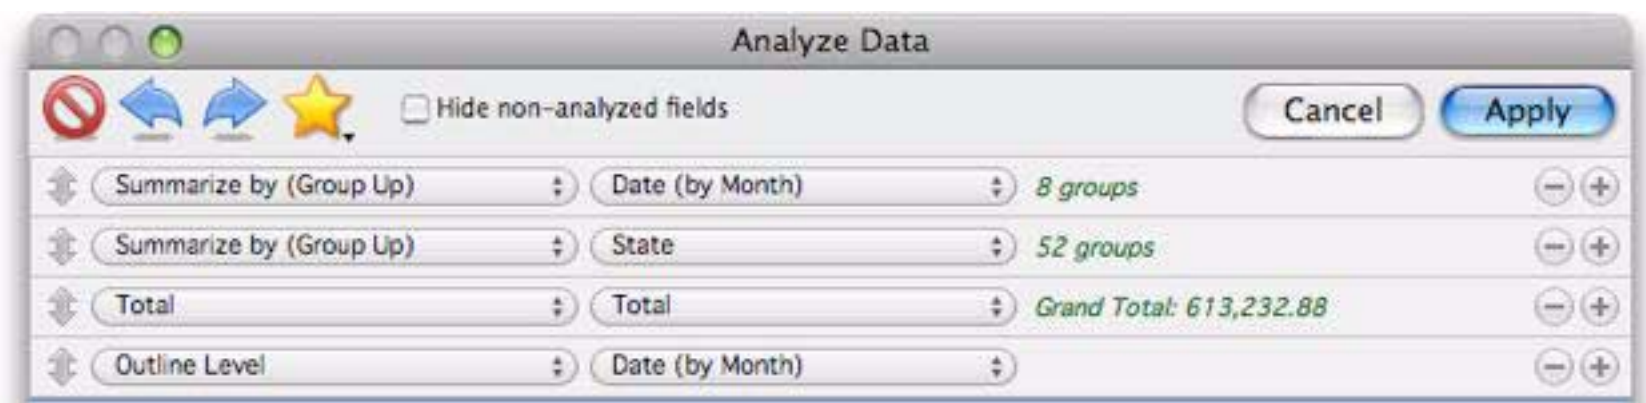 Analyze Data
Hide non-analyzed fields Cancel Apply
Summarize by (Group Up) Date (by Month) 8 groups
Summarize by (Group Up) State 52 groups
Total Total Grand Total: 613,232.88
Outline Level Date (by Month)